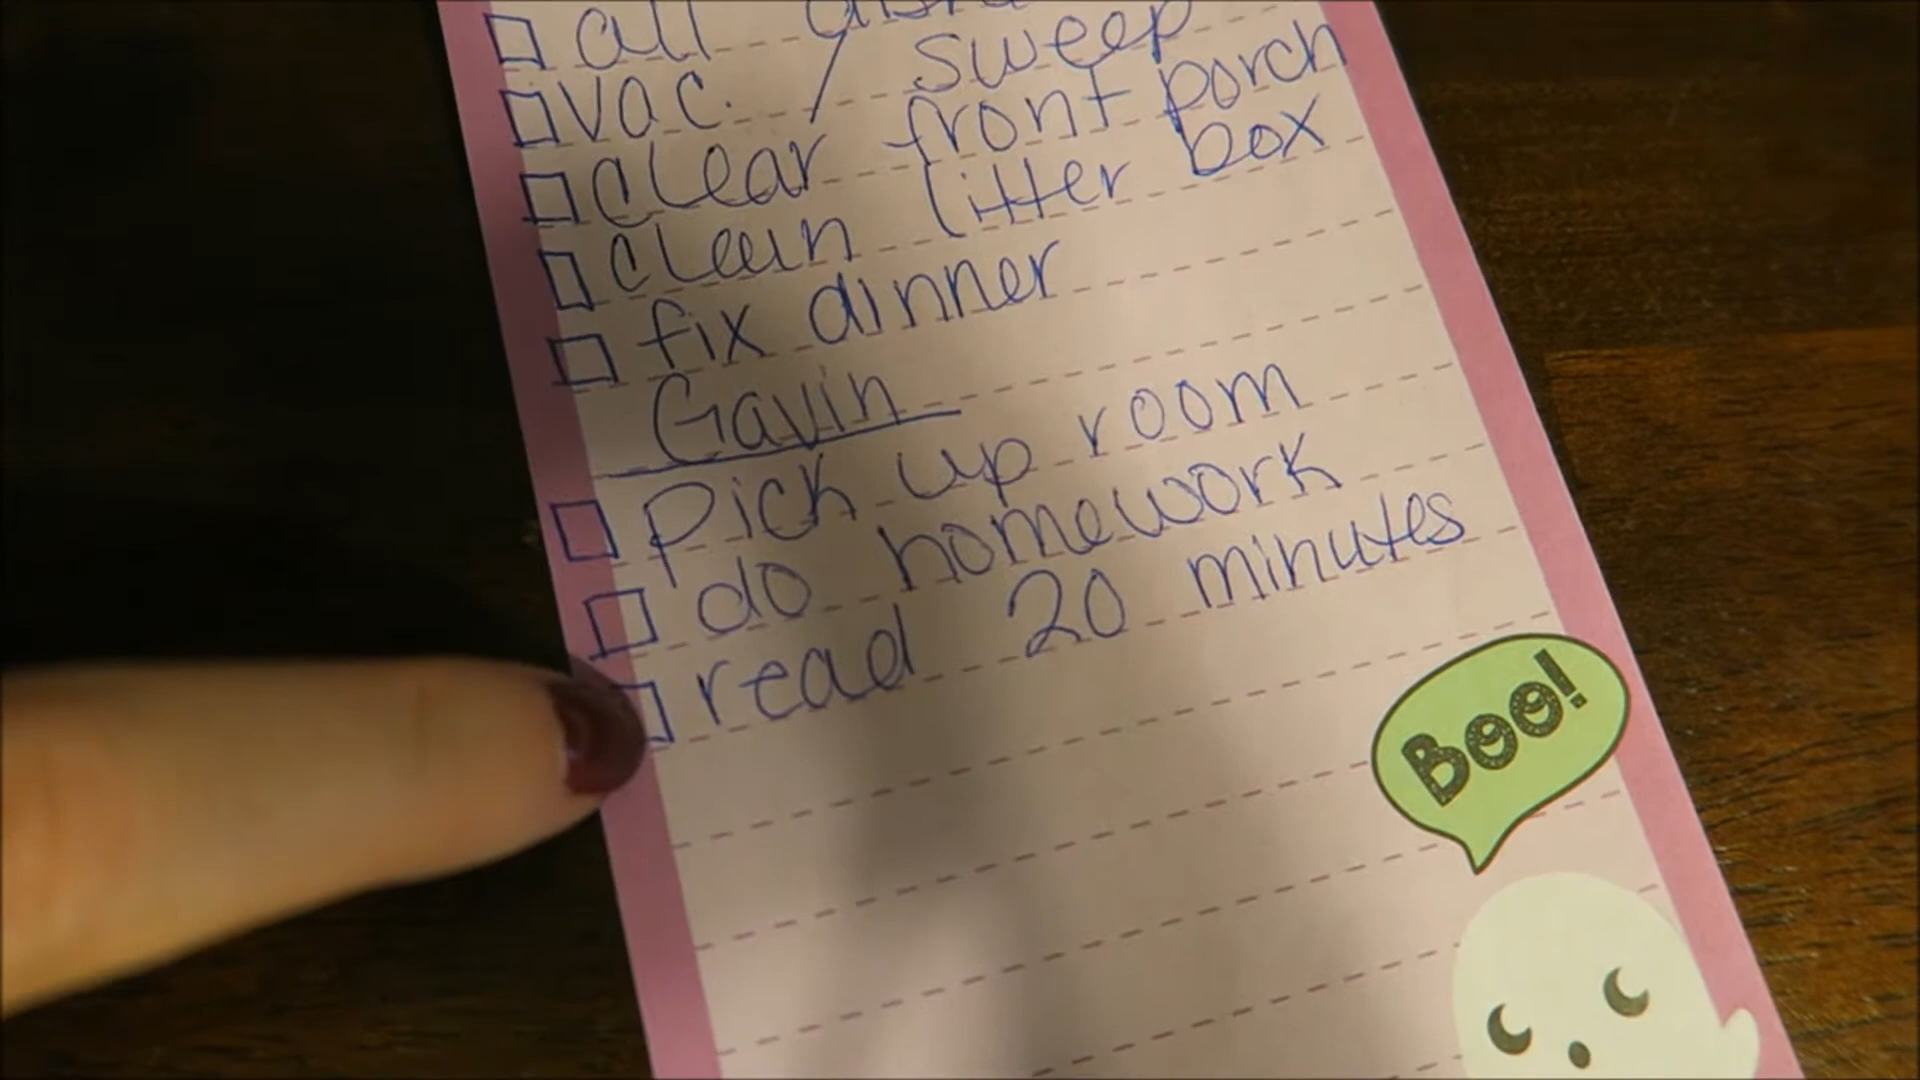 all
vac. / sweep
clear front porch
clean litter box
fix dinner
Gavin
pick up room
do homework
read 20 minutes
BOO!